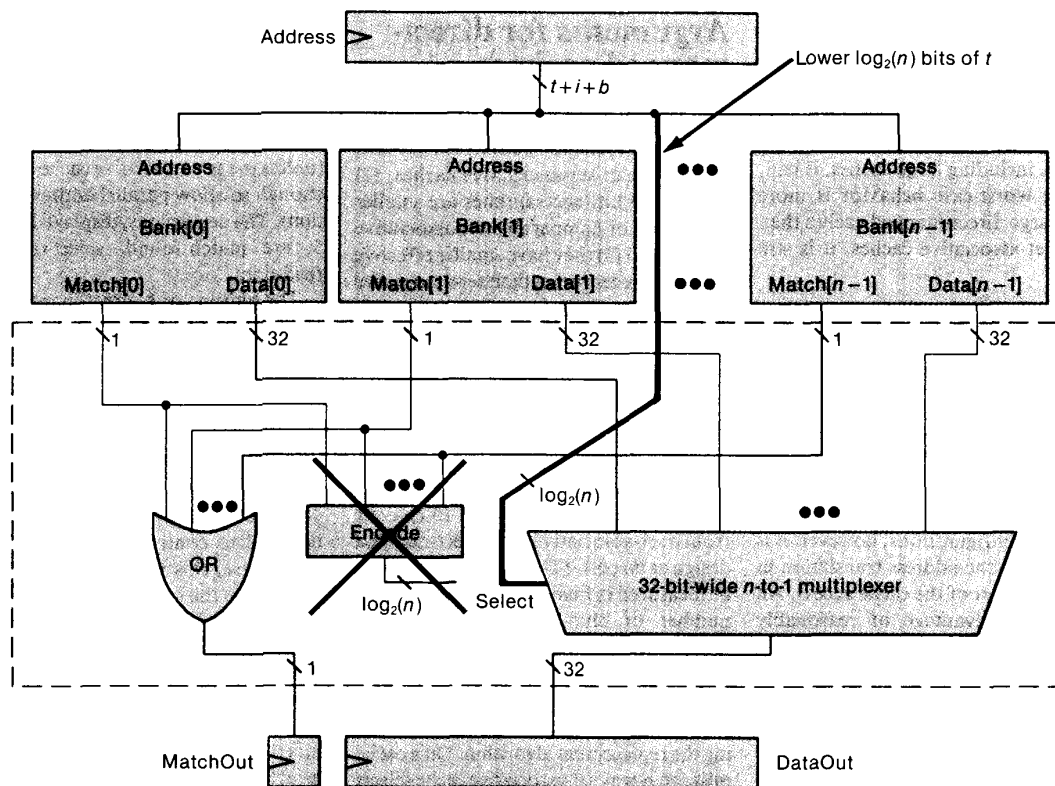 Address
Lower log₂(n) bits of t
t+i+b
Address
Bank[0]
Match[0] Data[0]
Address
Bank[1]
Match[1] Data[1]
Address
Bank[n−1]
Match[n−1] Data[n−1]
1
32
1
32
1
32
log₂(n)
OR
Encode
log₂(n)
Select
32-bit-wide n-to-1 multiplexer
1
32
MatchOut
DataOut